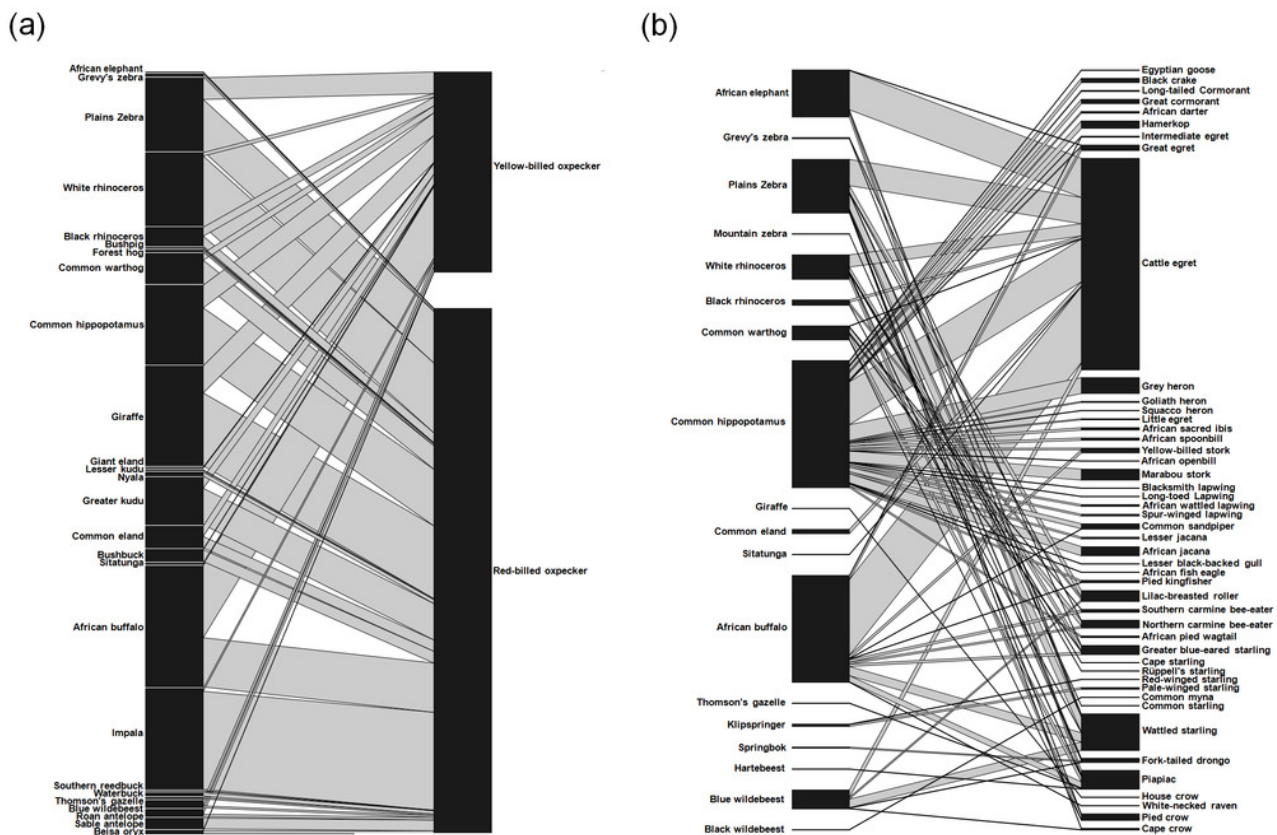 (a)
African elephant
Grevy's zebra
Plains Zebra
White rhinoceros
Black rhinoceros
Bushpig
Forest hog
Common warthog
Common hippopotamus
Giraffe
Giant eland
Lesser kudu
Nyala
Greater kudu
Common eland
Bushbuck
Sitatunga
African buffalo
Impala
Southern reedbuck
Waterbuck
Thomson's gazelle
Blue wildebeest
Roan antelope
Sable antelope
Beisa oryx
Yellow-billed oxpecker
Red-billed oxpecker
(b)
African elephant
Grevy's zebra
Plains Zebra
Mountain zebra
White rhinoceros
Black rhinoceros
Common warthog
Common hippopotamus
Giraffe
Common eland
Sitatunga
African buffalo
Thomson's gazelle
Klipspringer
Springbok
Hartebeest
Blue wildebeest
Black wildebeest
Egyptian goose
Black crake
Long-tailed Cormorant
Great cormorant
African darter
Hamerkop
Intermediate egret
Great egret
Cattle egret
Grey heron
Goliath heron
Squacco heron
Little egret
African sacred ibis
African spoonbill
Yellow-billed stork
African openbill
Marabou stork
Blacksmith lapwing
Long-toed Lapwing
African wattled lapwing
Spur-winged lapwing
Common sandpiper
Lesser jacana
African jacana
Lesser black-backed gull
African fish eagle
Pied kingfisher
Lilac-breasted roller
Southern carmine bee-eater
Northern carmine bee-eater
African pied wagtail
Greater blue-eared starling
Cape starling
Rüppell's starling
Red-winged starling
Pale-winged starling
Common myna
Common starling
Wattled starling
Fork-tailed drongo
Piapiac
House crow
White-necked raven
Pied crow
Cape crow